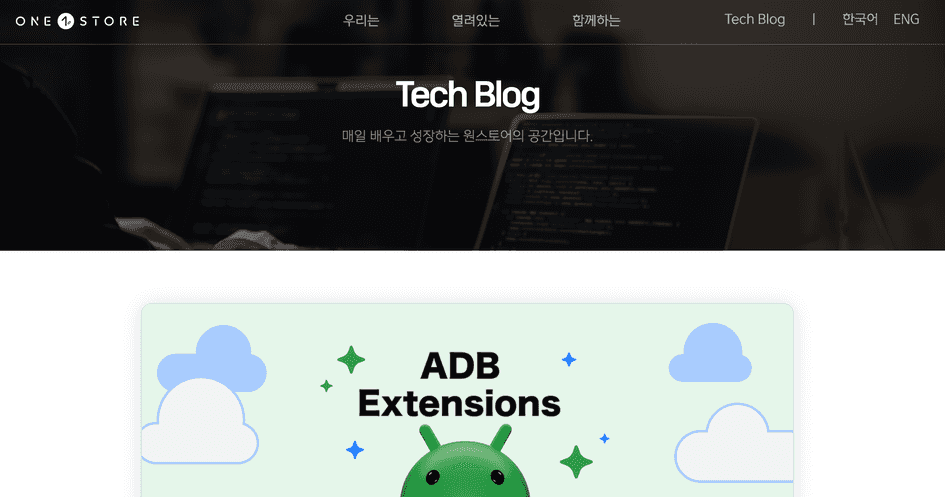 ONE STORE
우리는
열려있는
함께하는
Tech Blog | 한국어 ENG
Tech Blog
매일 배우고 성장하는 원스토어의 공간입니다.
ADB
Extensions